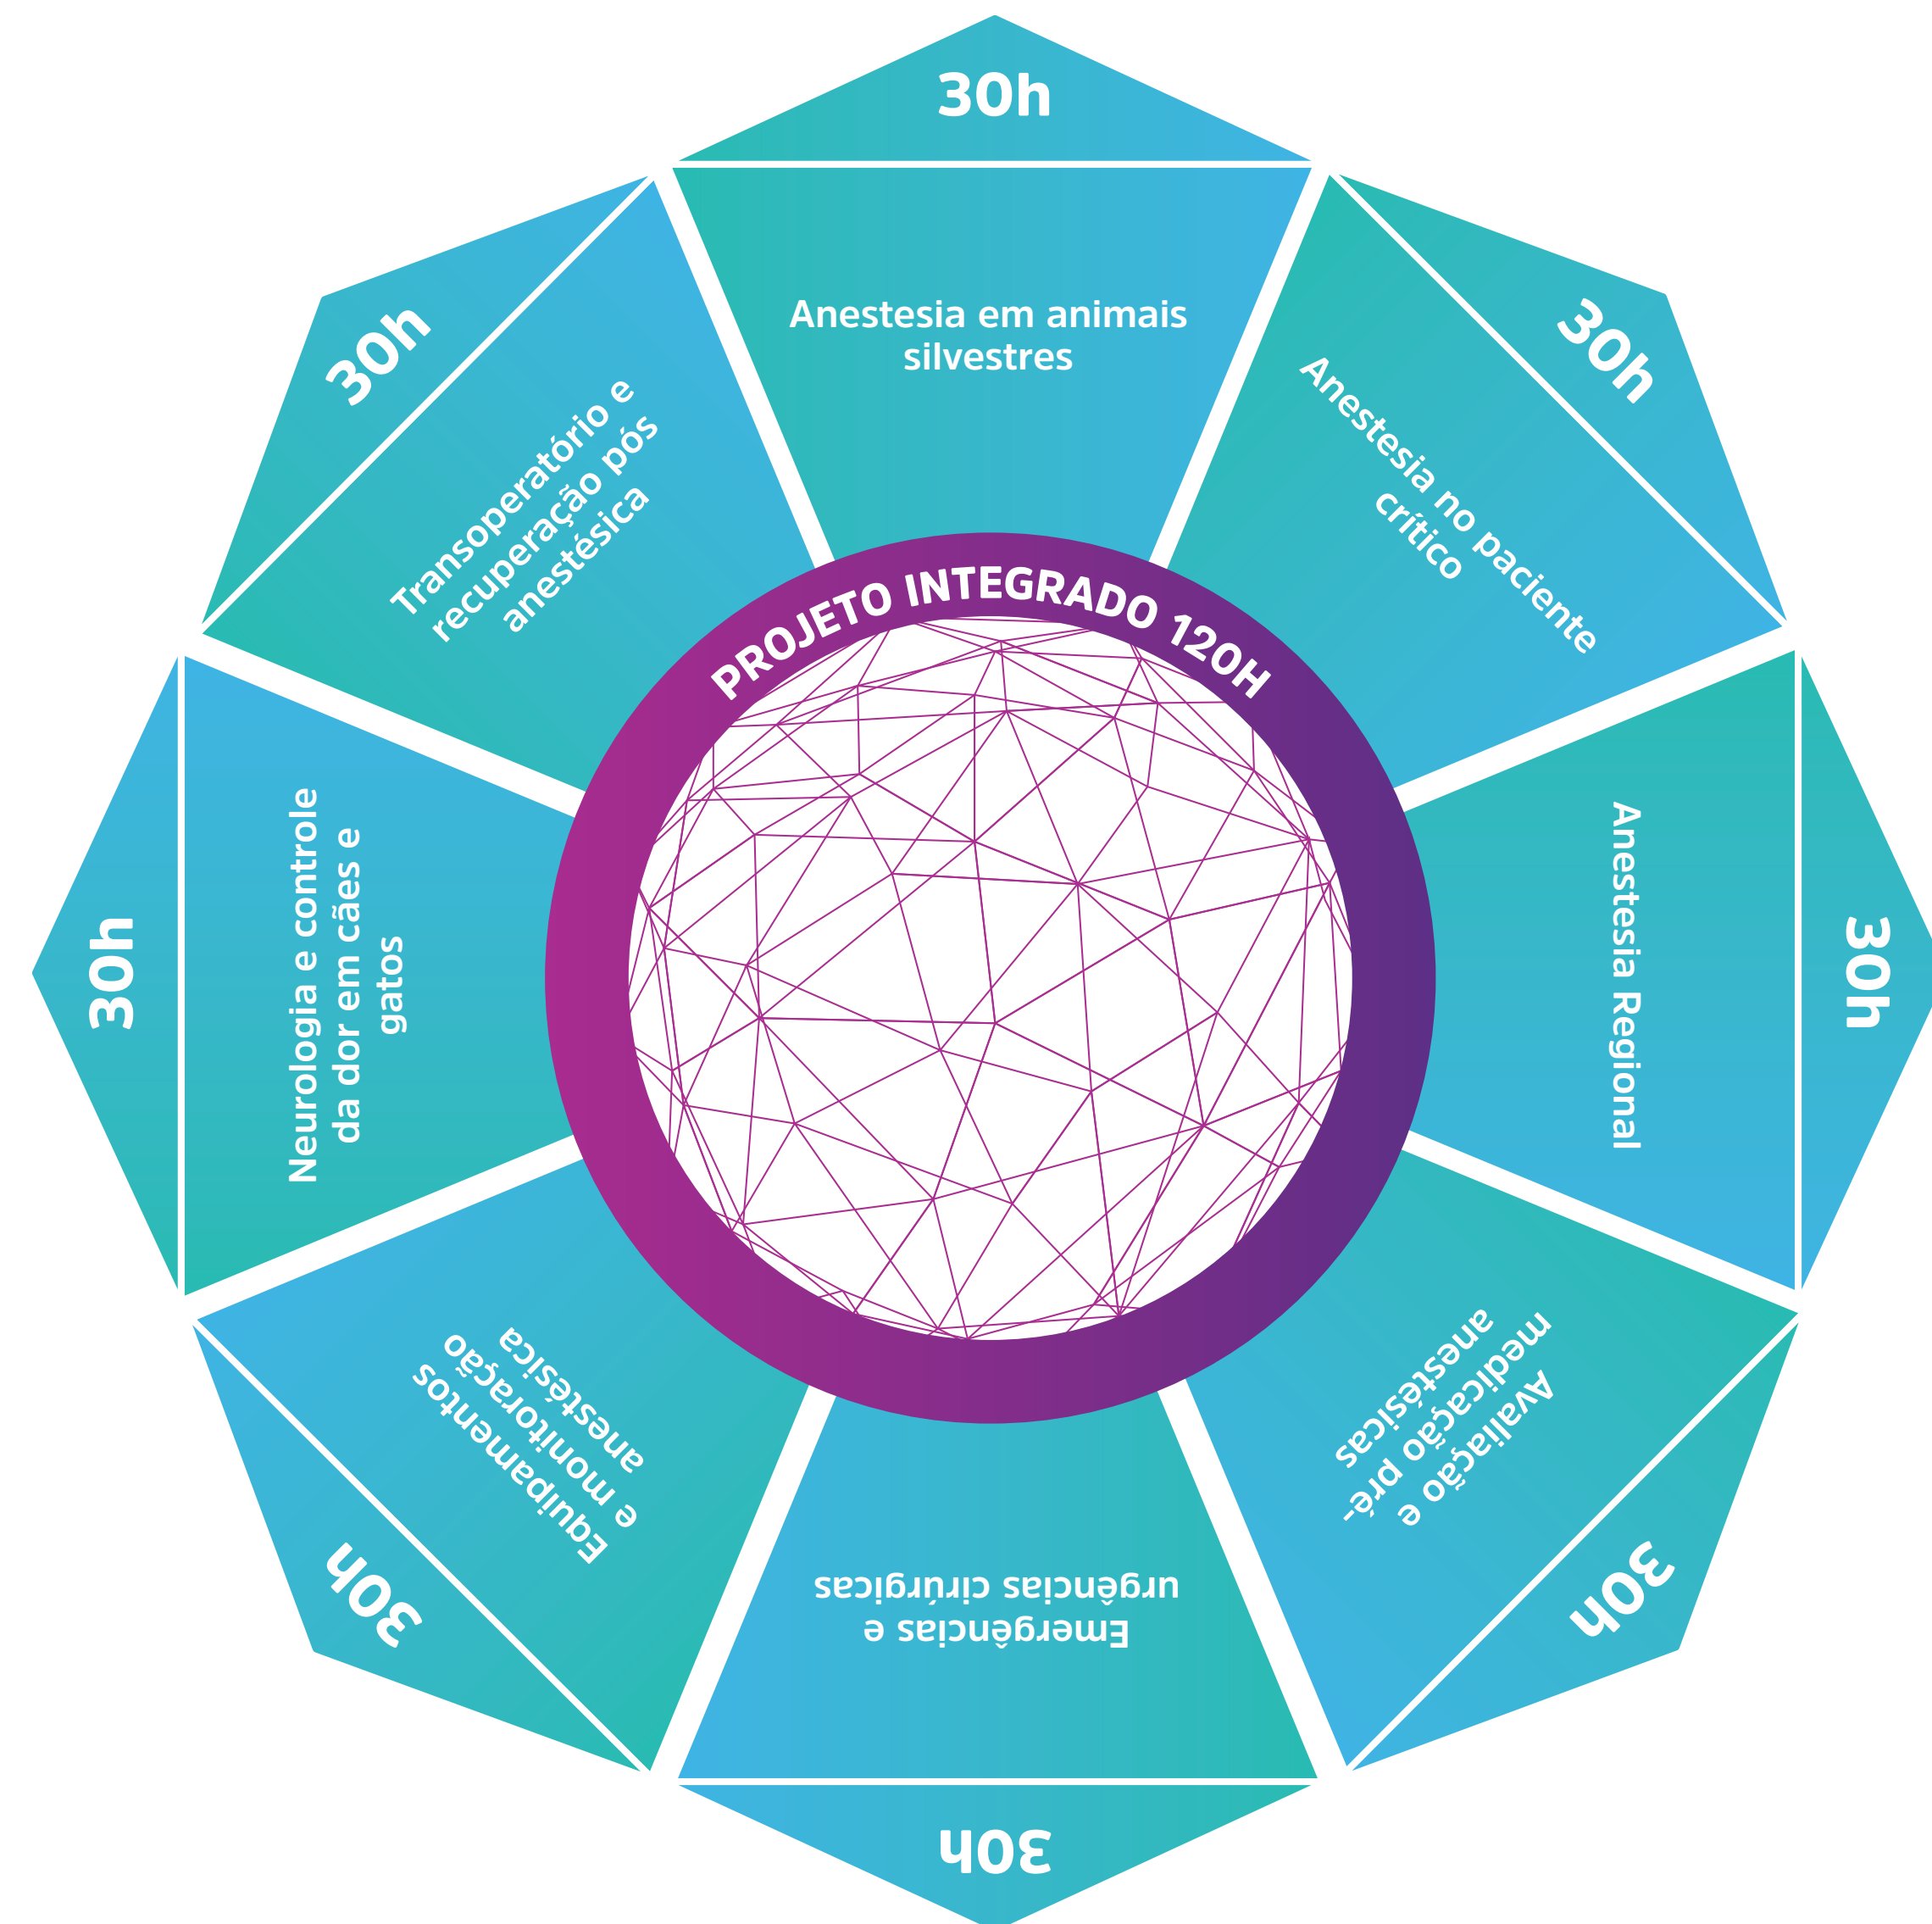 30h
Anestesia em animais
silvestres
30h
Anestesia no paciente
crítico
30h
Anestesia Regional
30h
Avaliação e
medicação pré-
anestésicas
30h
Emergências e
urgências cirúrgicas
30h
Equipamentos
e monitoração
anestésica
30h
Neurologia e controle
da dor em cães e
gatos
30h
Transoperatório e
recuperação pós
anestésica
PROJETO INTEGRADO 120H